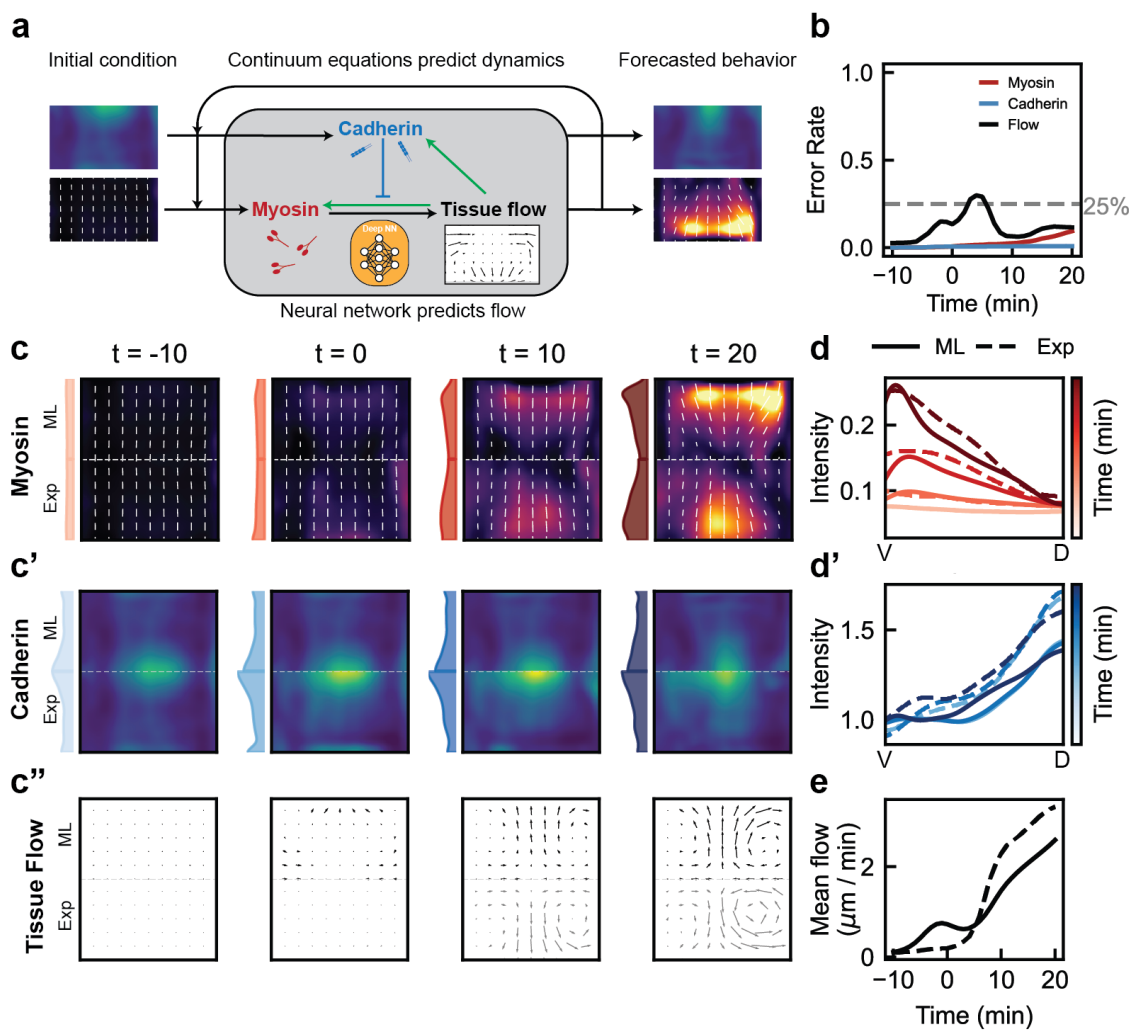 a
Initial condition
Continuum equations predict dynamics
Forecasted behavior
Cadherin
Myosin
Tissue flow
Deep NN
Neural network predicts flow
b
Error Rate
1.0
0.5
0.0
Myosin
Cadherin
Flow
25%
−10 0 10 20
Time (min)
c
t = -10
t = 0
t = 10
t = 20
Myosin
ML
Exp
d
ML
Exp
Intensity
0.2
0.1
V
D
Time (min)
c'
Cadherin
ML
Exp
d'
Intensity
1.5
1.0
V
D
Time (min)
c''
Tissue Flow
ML
Exp
e
Mean flow
(μm / min)
2
0
−10 0 10 20
Time (min)